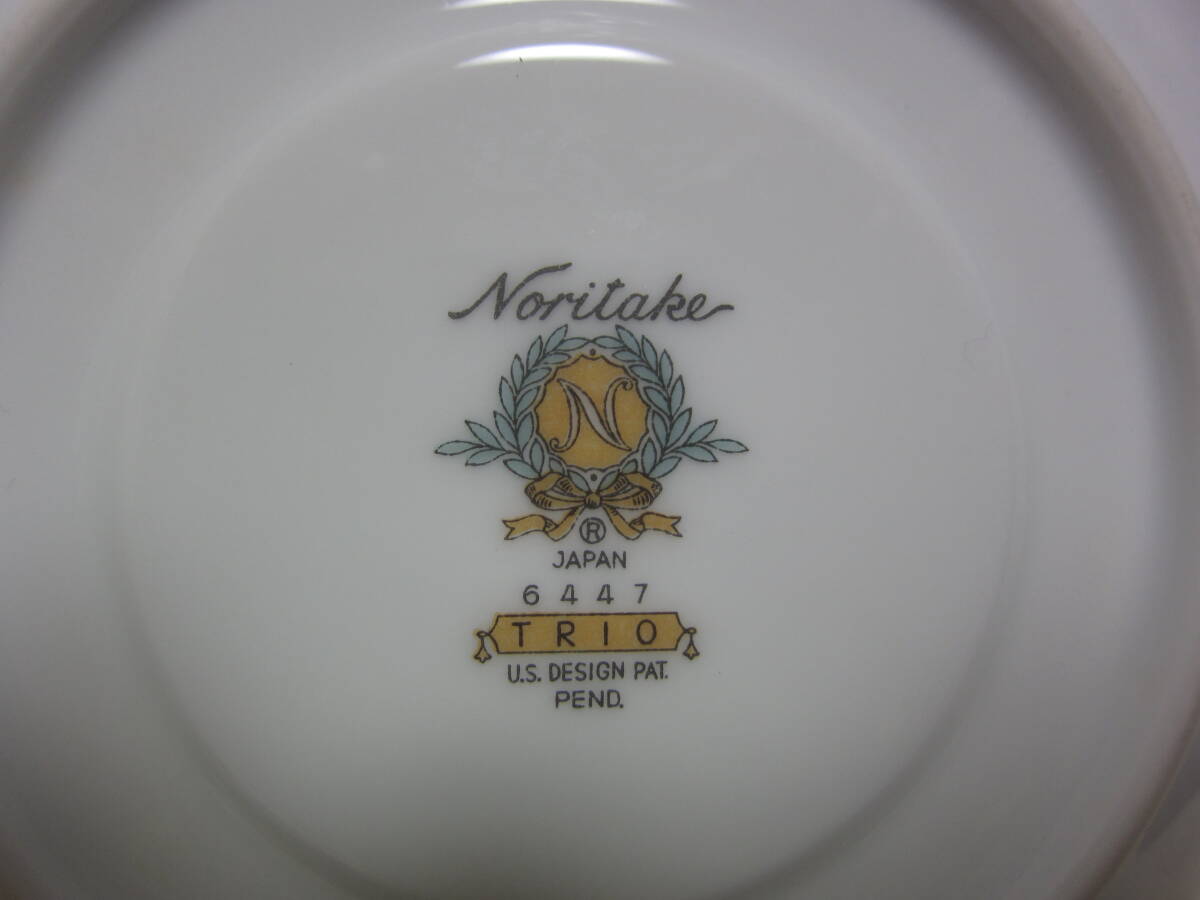 Noritake
N
®
JAPAN
6447
TRIO
U.S. DESIGN PAT.
PEND.